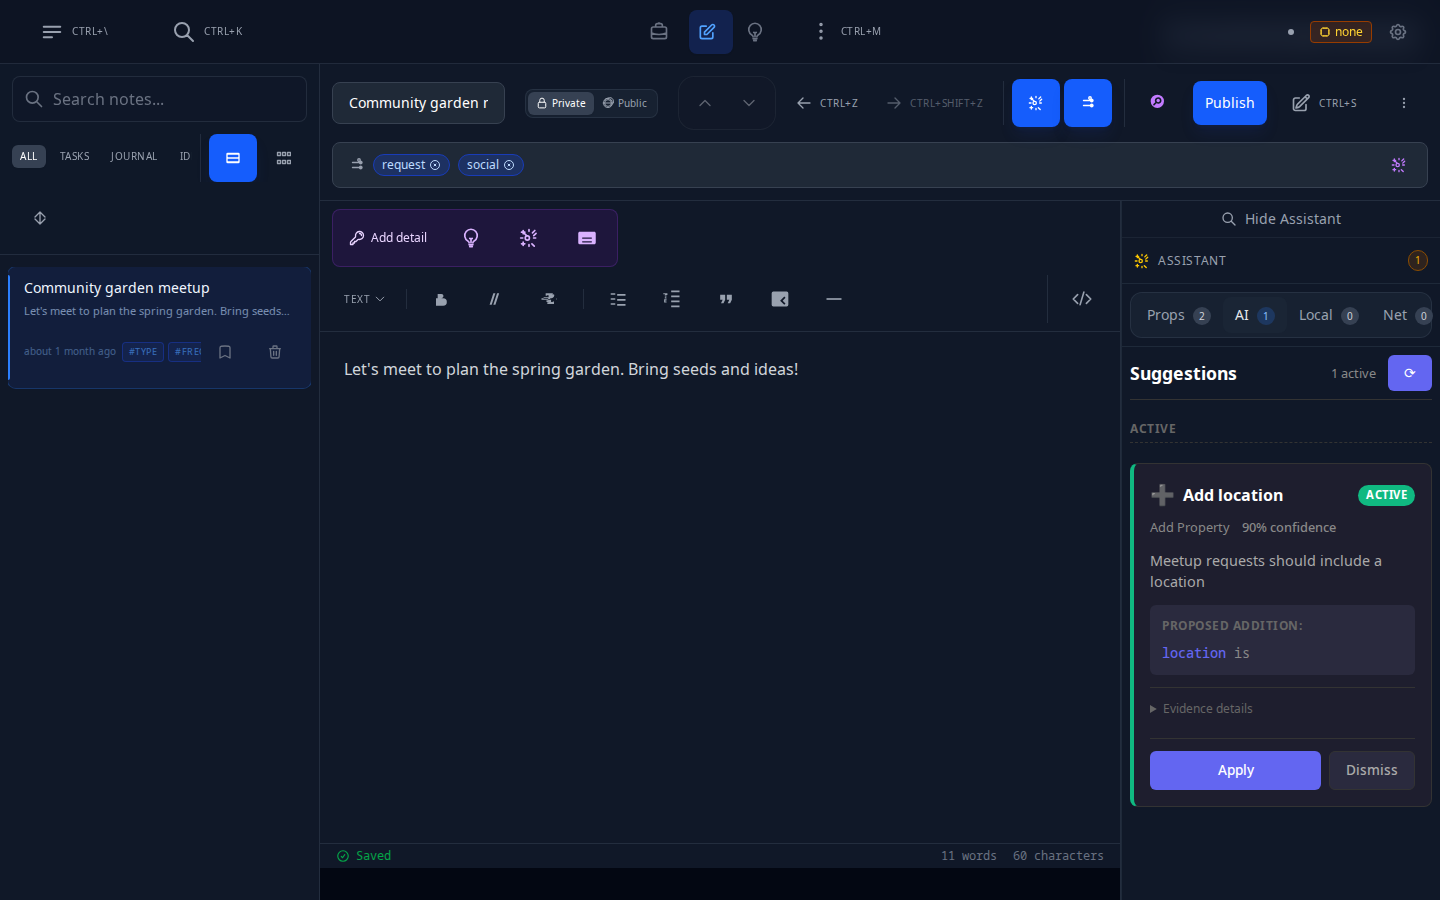 CTRL+\ CTRL+K CTRL+M none
Search notes...
ALL TASKS JOURNAL ID
Community garden meetup
Let's meet to plan the spring garden. Bring seeds...
about 1 month ago #TYPE
Community garden
Private Public CTRL+Z CTRL+SHIFT+Z Publish CTRL+S
request social
Add detail
TEXT
Let's meet to plan the spring garden. Bring seeds and ideas!
Saved 11 words 60 characters
Hide Assistant
ASSISTANT 1
Props 2 AI 1 Local 0 Net 0
Suggestions 1 active ⟳
ACTIVE
Add location ACTIVE
Add Property 90% confidence
Meetup requests should include a
location
PROPOSED ADDITION:
location is
Evidence details
Apply Dismiss